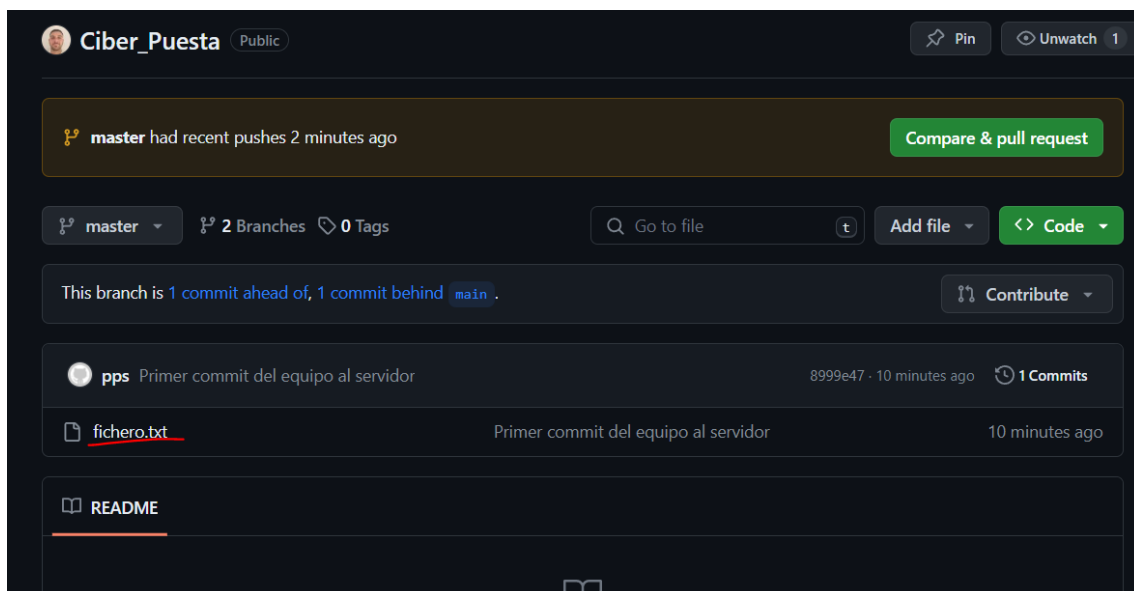 Ciber_Puesta Public Pin Unwatch 1
master had recent pushes 2 minutes ago Compare & pull request
master 2 Branches 0 Tags Go to file t Add file <> Code
This branch is 1 commit ahead of, 1 commit behind main . Contribute
pps Primer commit del equipo al servidor 8999e47 · 10 minutes ago 1 Commits
fichero.txt Primer commit del equipo al servidor 10 minutes ago
README